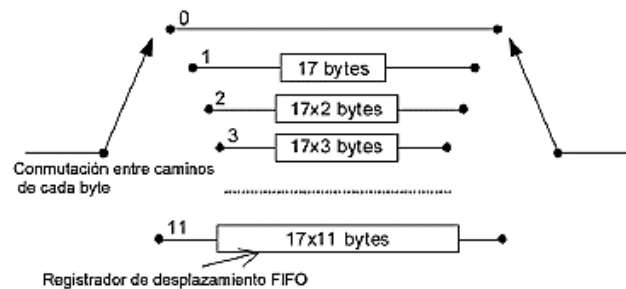 0
1
17 bytes
2
17x2 bytes
3
17x3 bytes
Conmutación entre caminos
de cada byte
11
17x11 bytes
Registrador de desplazamiento FIFO